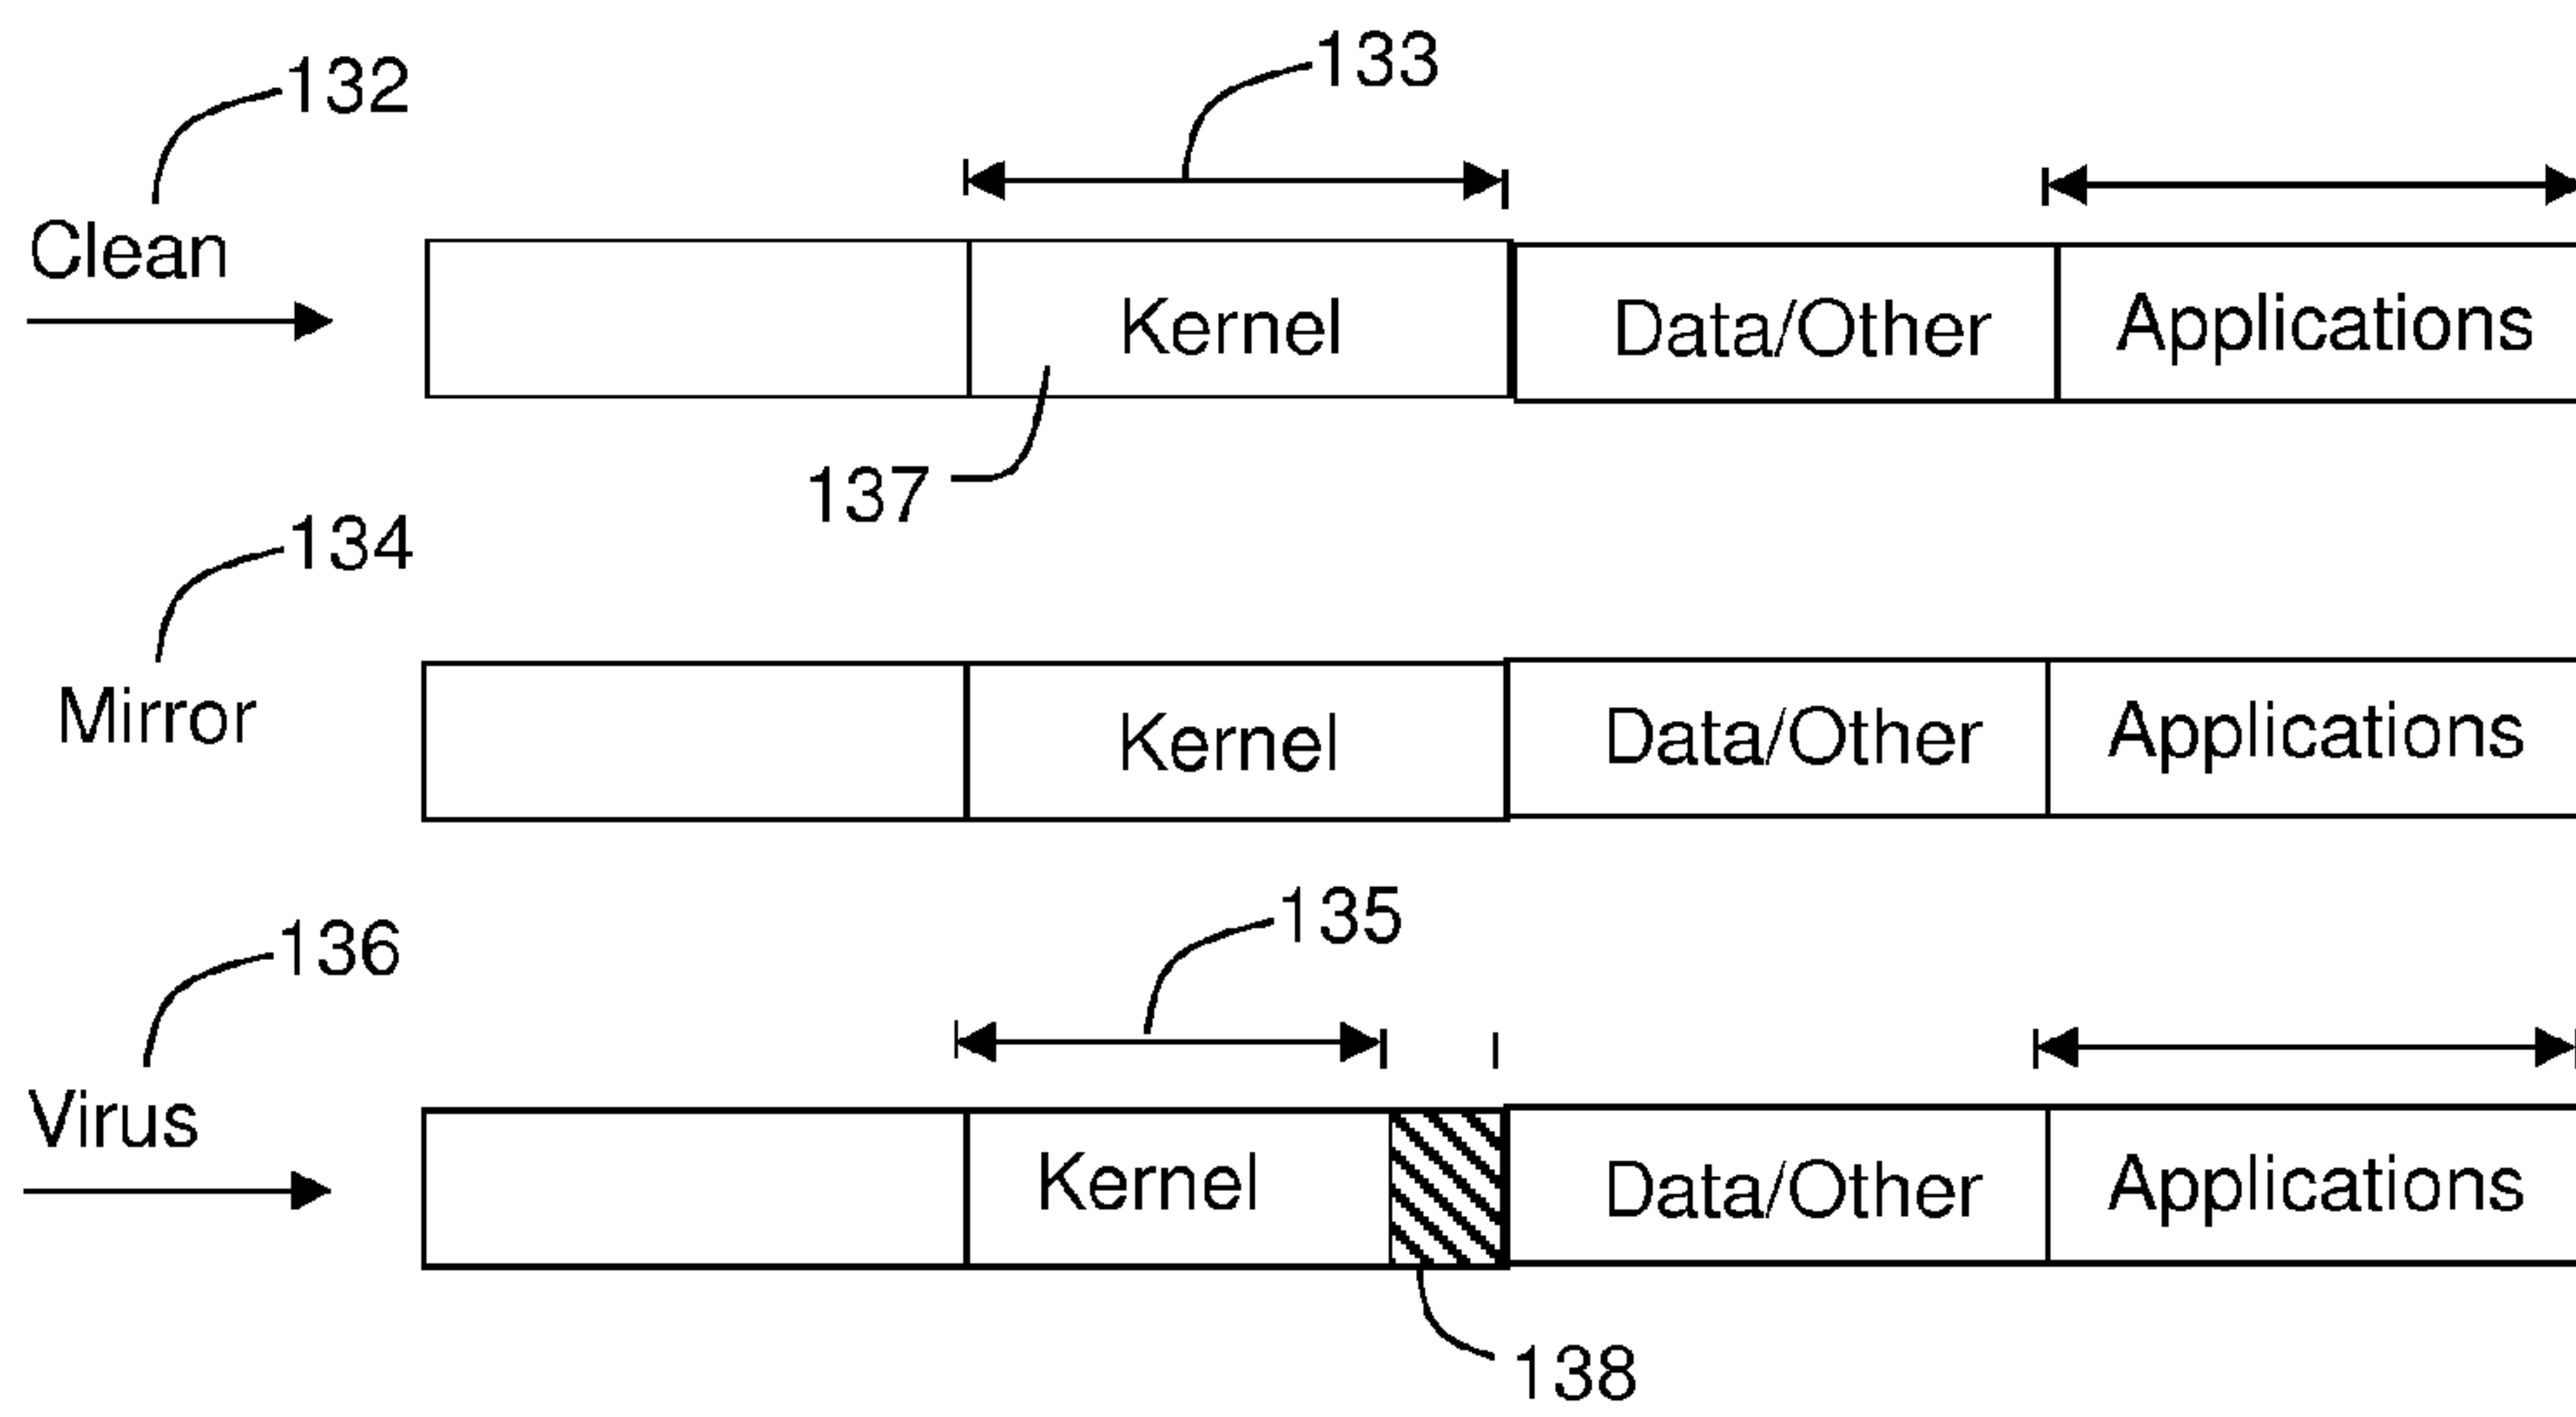 133
132
Clean
Kernel
Data/Other
Applications
137
134
Mirror
Kernel
Data/Other
Applications
135
136
Virus
Kernel
Data/Other
Applications
138